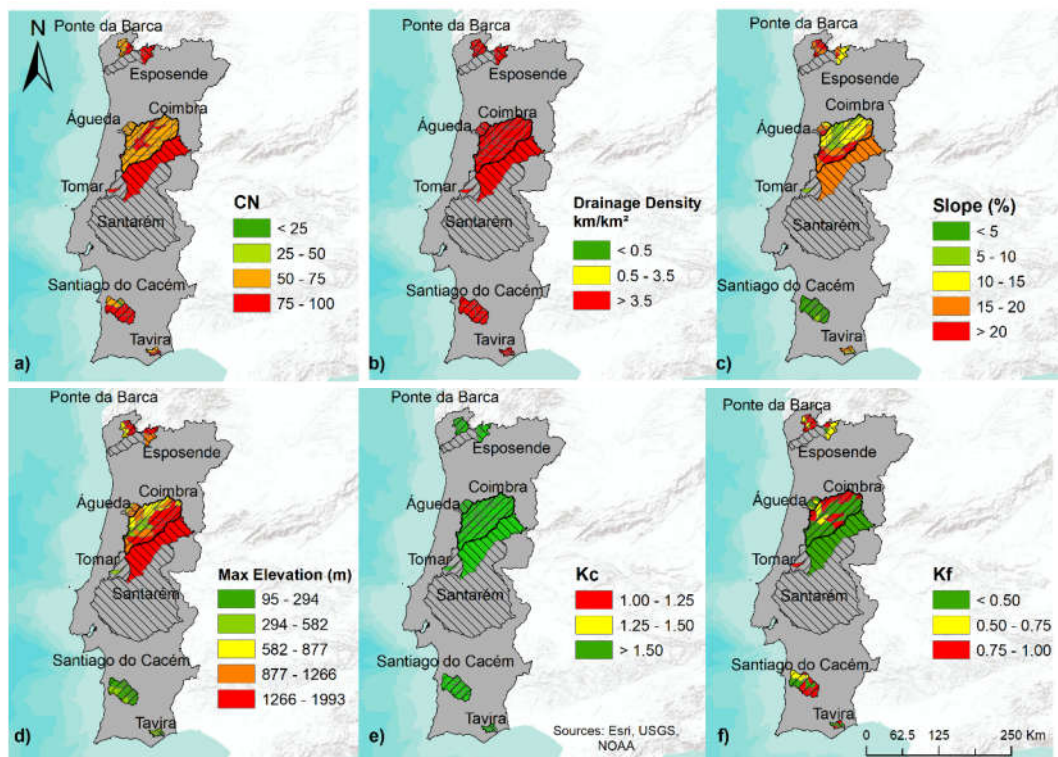 Ponte da Barca
N
Esposende
Coimbra
Águeda
Tomar
Santarém
CN
< 25
25 - 50
50 - 75
75 - 100
Santiago do Cacém
Tavira
a)
Ponte da Barca
Esposende
Coimbra
Águeda
Tomar
Santarém
Drainage Density
km/km²
< 0.5
0.5 - 3.5
> 3.5
Santiago do Cacém
Tavira
b)
Ponte da Barca
Esposende
Coimbra
Águeda
Tomar
Santarém
Slope (%)
< 5
5 - 10
10 - 15
15 - 20
> 20
Santiago do Cacém
Tavira
c)
Ponte da Barca
Esposende
Coimbra
Águeda
Tomar
Santarém
Max Elevation (m)
95 - 294
294 - 582
582 - 877
877 - 1266
1266 - 1993
Santiago do Cacém
Tavira
d)
Ponte da Barca
Esposende
Coimbra
Águeda
Tomar
Santarém
Kc
1.00 - 1.25
1.25 - 1.50
> 1.50
Santiago do Cacém
Tavira
Sources: Esri, USGS,
NOAA
e)
Ponte da Barca
Esposende
Coimbra
Águeda
Tomar
Santarém
Kf
< 0.50
0.50 - 0.75
0.75 - 1.00
Santiago do Cacém
Tavira
0 62.5 125 250 Km
f)